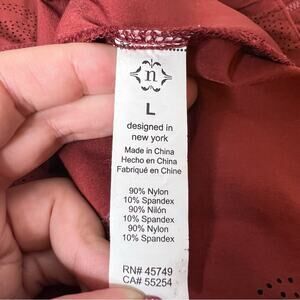 n
L
designed in
new york
Made in China
Hecho en China
Fabriqué en Chine
90% Nylon
10% Spandex
90% Nilón
10% Spandex
90% Nylon
10% Spandex
RN# 45749
CA# 55254